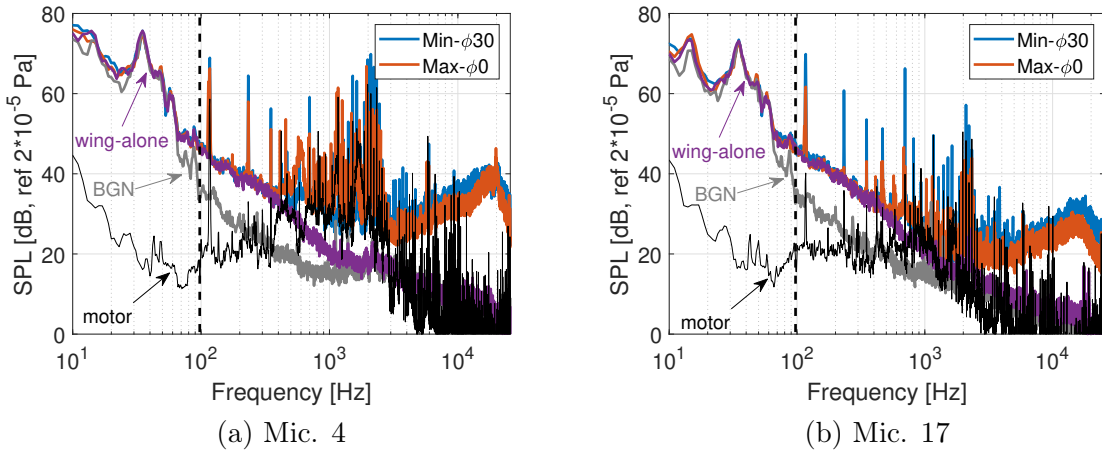 80
60
40
20
0
SPL [dB, ref 2*10^-5 Pa]
Min-ϕ30
Max-ϕ0
wing-alone
BGN
motor
10^1 10^2 10^3 10^4
Frequency [Hz]
(a) Mic. 4
80
60
40
20
0
SPL [dB, ref 2*10^-5 Pa]
Min-ϕ30
Max-ϕ0
wing-alone
BGN
motor
10^1 10^2 10^3 10^4
Frequency [Hz]
(b) Mic. 17